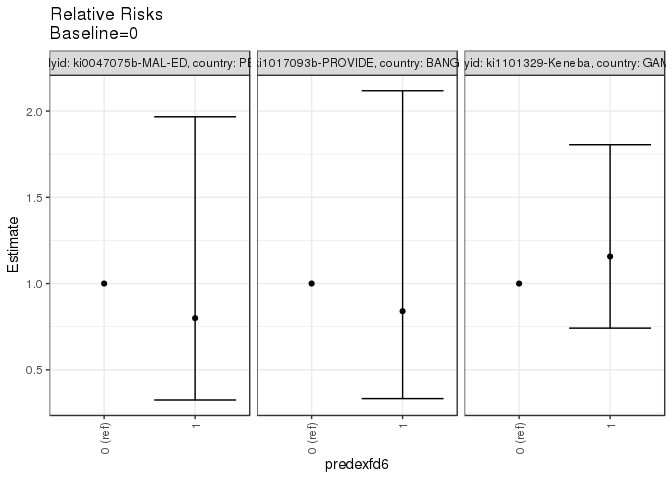 Relative Risks
Baseline=0
yid: ki0047075b-MAL-ED, country: PE
ki1017093b-PROVIDE, country: BANG
yid: ki1101329-Keneba, country: GAM
2.0
1.5
1.0
0.5
Estimate
0 (ref)
1
0 (ref)
1
0 (ref)
1
predexfd6